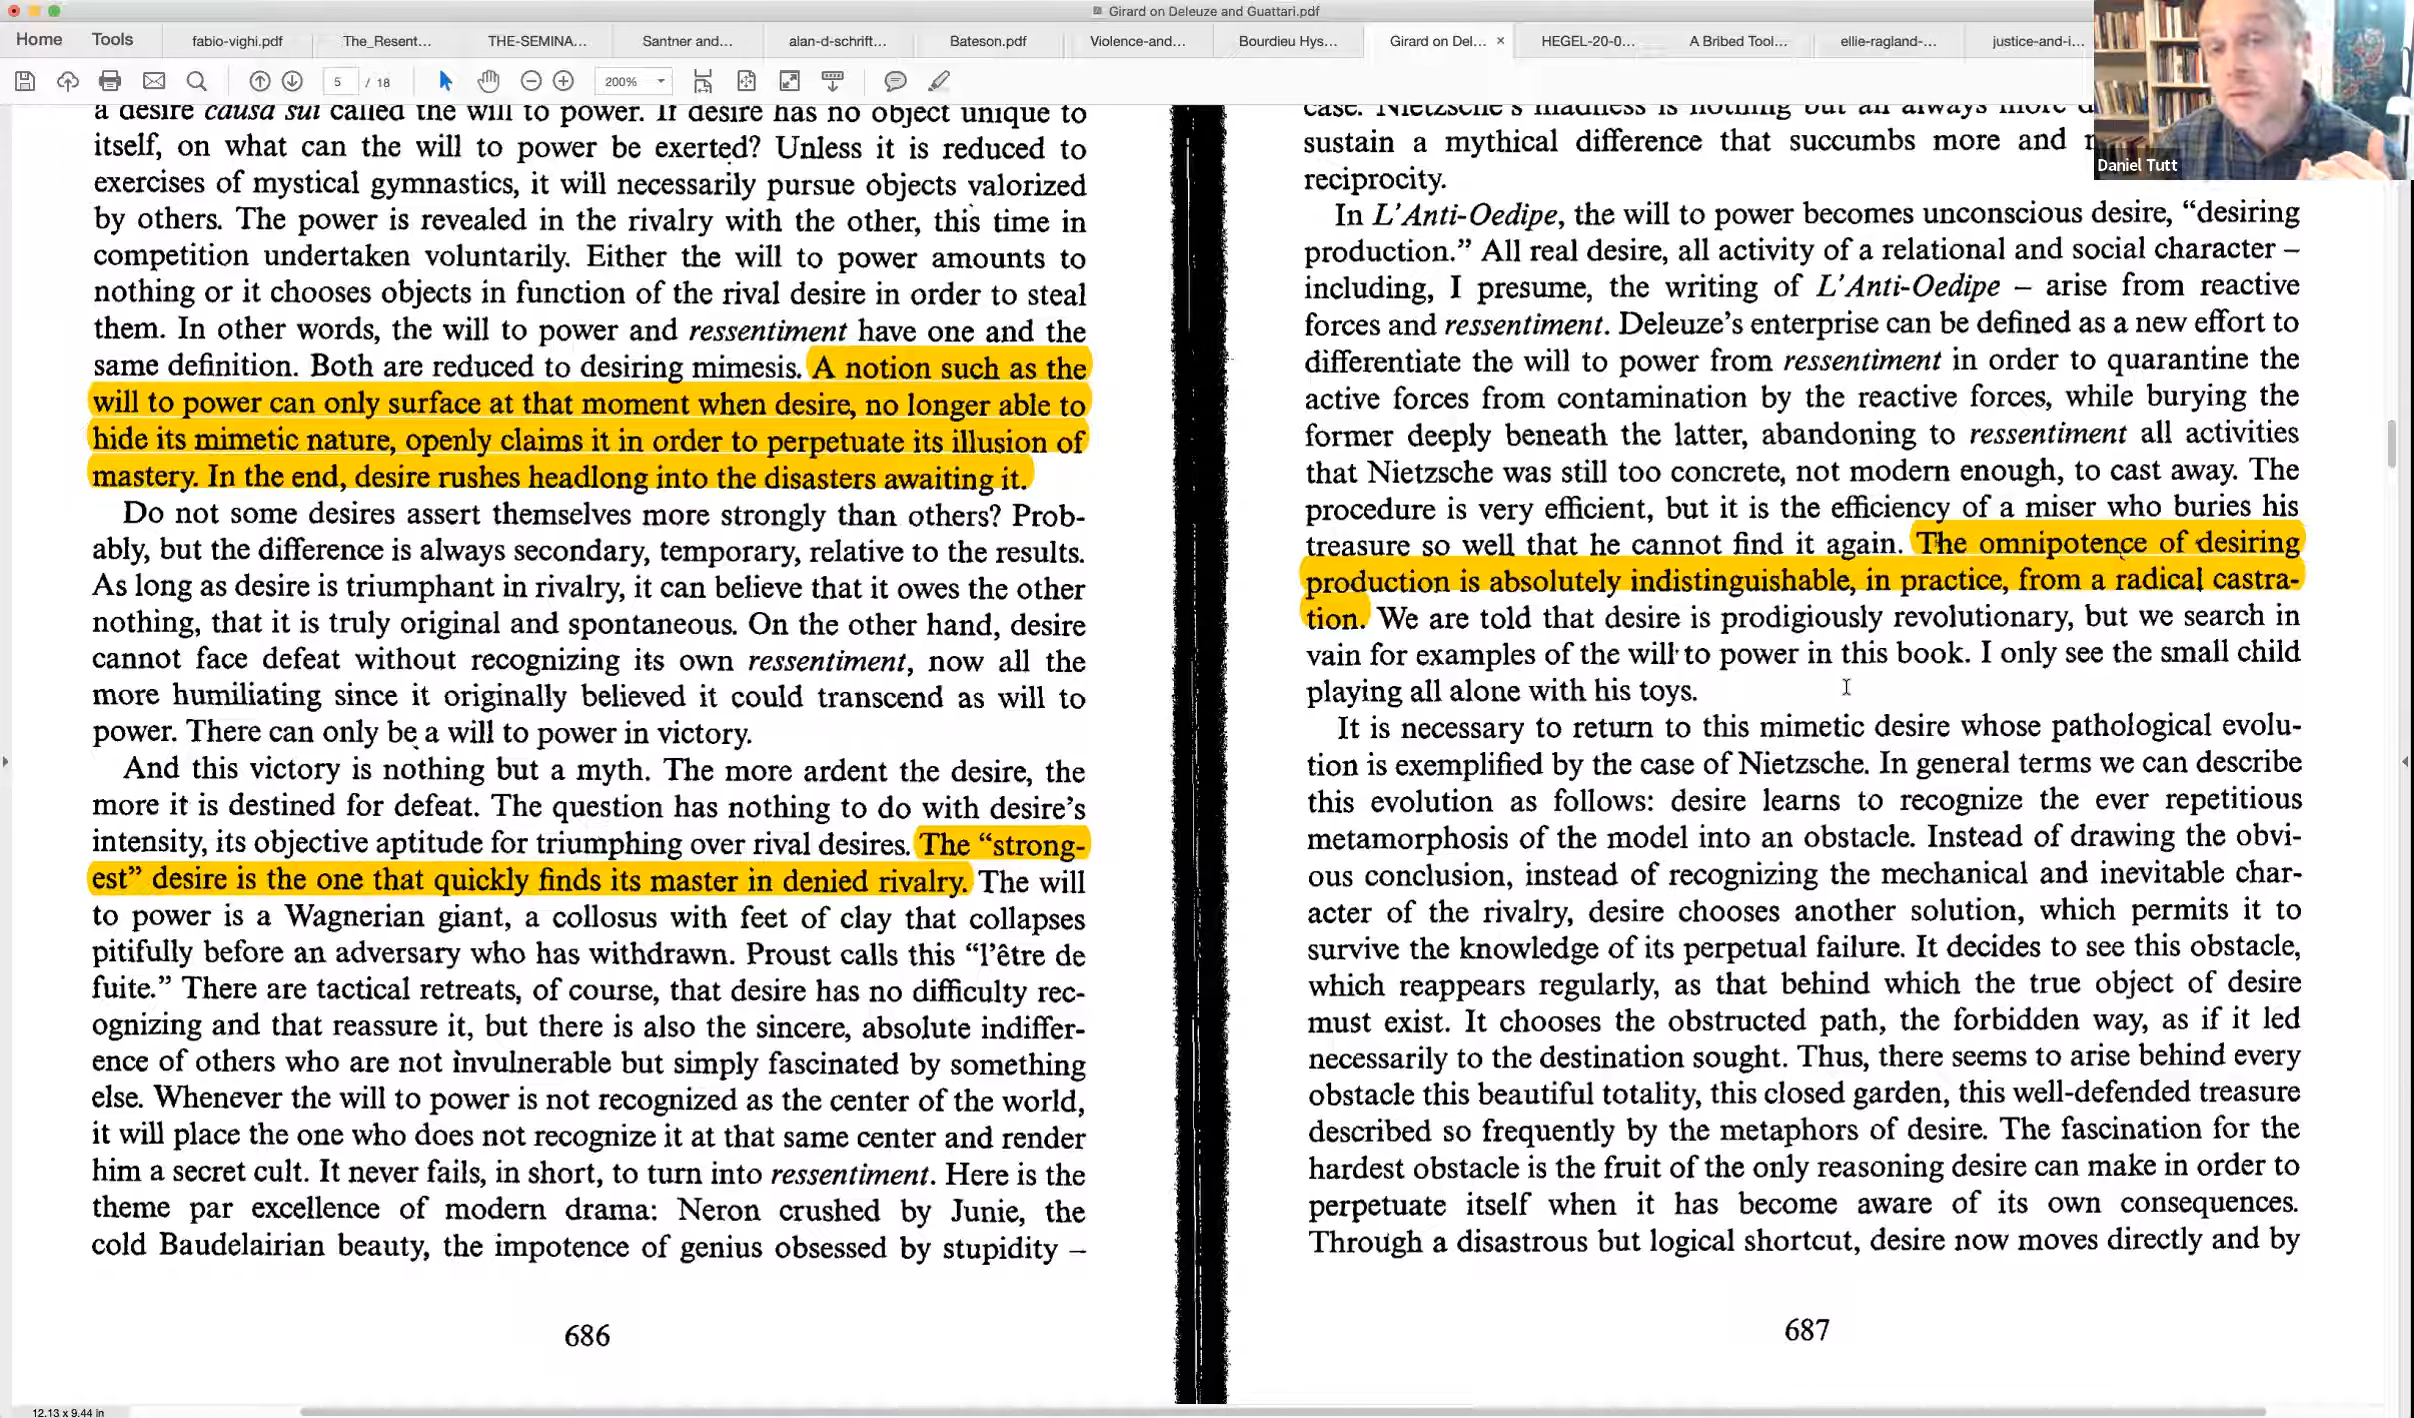 Girard on Deleuze and Guattari.pdf
Home
Tools
fabio-vighi.pdf
The_Resent...
THE-SEMINA...
Santner and...
alan-d-schrift...
Bateson.pdf
Violence-and...
Bourdieu Hys...
Girard on Del... ×
HEGEL-20-0...
A Bribed Tool...
ellie-ragland-...
justice-and-i...
5 / 18
200%
Daniel Tutt
a desire causa sui called the will to power. If desire has no object unique to
itself, on what can the will to power be exerted? Unless it is reduced to
exercises of mystical gymnastics, it will necessarily pursue objects valorized
by others. The power is revealed in the rivalry with the other, this time in
competition undertaken voluntarily. Either the will to power amounts to
nothing or it chooses objects in function of the rival desire in order to steal
them. In other words, the will to power and ressentiment have one and the
same definition. Both are reduced to desiring mimesis. A notion such as the
will to power can only surface at that moment when desire, no longer able to
hide its mimetic nature, openly claims it in order to perpetuate its illusion of
mastery. In the end, desire rushes headlong into the disasters awaiting it.
Do not some desires assert themselves more strongly than others? Prob-
ably, but the difference is always secondary, temporary, relative to the results.
As long as desire is triumphant in rivalry, it can believe that it owes the other
nothing, that it is truly original and spontaneous. On the other hand, desire
cannot face defeat without recognizing its own ressentiment, now all the
more humiliating since it originally believed it could transcend as will to
power. There can only be a will to power in victory.
And this victory is nothing but a myth. The more ardent the desire, the
more it is destined for defeat. The question has nothing to do with desire's
intensity, its objective aptitude for triumphing over rival desires. The “strong-
est” desire is the one that quickly finds its master in denied rivalry. The will
to power is a Wagnerian giant, a collosus with feet of clay that collapses
pitifully before an adversary who has withdrawn. Proust calls this “l'être de
fuite.” There are tactical retreats, of course, that desire has no difficulty rec-
ognizing and that reassure it, but there is also the sincere, absolute indiffer-
ence of others who are not invulnerable but simply fascinated by something
else. Whenever the will to power is not recognized as the center of the world,
it will place the one who does not recognize it at that same center and render
him a secret cult. It never fails, in short, to turn into ressentiment. Here is the
theme par excellence of modern drama: Neron crushed by Junie, the
cold Baudelairian beauty, the impotence of genius obsessed by stupidity –
686
case. Nietzsche's madness is nothing but an always more
sustain a mythical difference that succumbs more and
reciprocity.
In L'Anti-Oedipe, the will to power becomes unconscious desire, “desiring
production.” All real desire, all activity of a relational and social character –
including, I presume, the writing of L'Anti-Oedipe – arise from reactive
forces and ressentiment. Deleuze's enterprise can be defined as a new effort to
differentiate the will to power from ressentiment in order to quarantine the
active forces from contamination by the reactive forces, while burying the
former deeply beneath the latter, abandoning to ressentiment all activities
that Nietzsche was still too concrete, not modern enough, to cast away. The
procedure is very efficient, but it is the efficiency of a miser who buries his
treasure so well that he cannot find it again. The omnipotence of desiring
production is absolutely indistinguishable, in practice, from a radical castra-
tion. We are told that desire is prodigiously revolutionary, but we search in
vain for examples of the will to power in this book. I only see the small child
playing all alone with his toys.
It is necessary to return to this mimetic desire whose pathological evolu-
tion is exemplified by the case of Nietzsche. In general terms we can describe
this evolution as follows: desire learns to recognize the ever repetitious
metamorphosis of the model into an obstacle. Instead of drawing the obvi-
ous conclusion, instead of recognizing the mechanical and inevitable char-
acter of the rivalry, desire chooses another solution, which permits it to
survive the knowledge of its perpetual failure. It decides to see this obstacle,
which reappears regularly, as that behind which the true object of desire
must exist. It chooses the obstructed path, the forbidden way, as if it led
necessarily to the destination sought. Thus, there seems to arise behind every
obstacle this beautiful totality, this closed garden, this well-defended treasure
described so frequently by the metaphors of desire. The fascination for the
hardest obstacle is the fruit of the only reasoning desire can make in order to
perpetuate itself when it has become aware of its own consequences.
Through a disastrous but logical shortcut, desire now moves directly and by
687
12.13 x 9.44 in